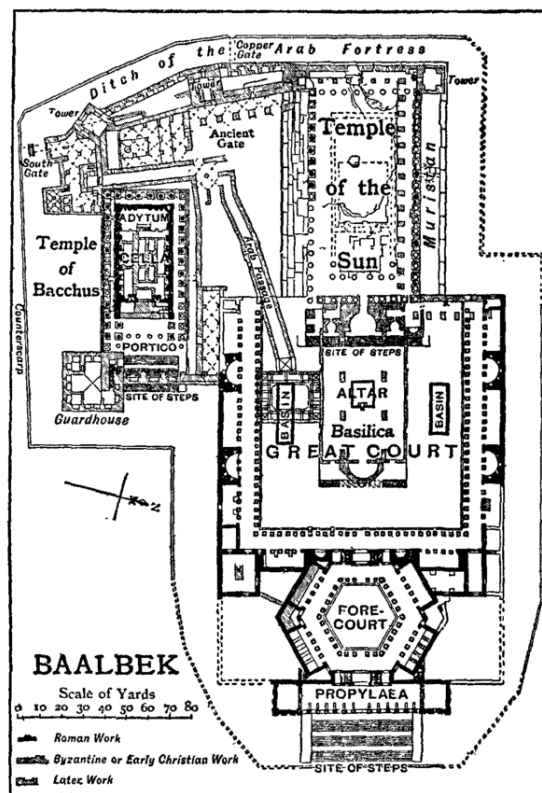 Ditch of the Arab Fortress
Copper
Gate
Tower
Tower
Tower
South
Gate
Ancient
Gate
Temple
of the
Sun
Murissan
Temple
of
Bacchus
ADYTUM
CELLA
PORTICO
Arab Passage
Counterscarp
SITE OF STEPS
SITE OF STEPS
Guardhouse
BASIN
ALTAR
BASIN
Basilica
GREAT COURT
N
FORE-
COURT
BAALBEK
PROPYLAEA
Scale of Yards
0 10 20 30 40 50 60 70 80
Roman Work
Byzantine or Early Christian Work
Later Work
SITE OF STEPS